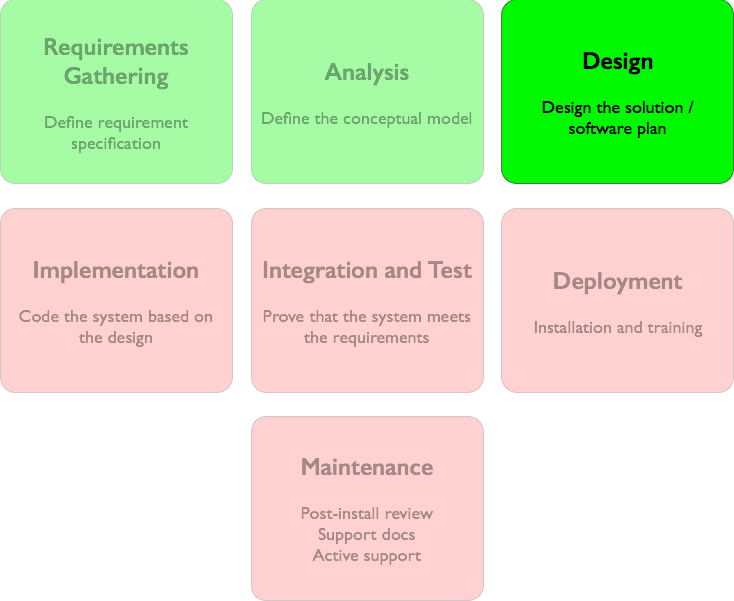 Requirements
Gathering
Define requirement
specification
Analysis
Define the conceptual model
Design
Design the solution /
software plan
Implementation
Code the system based on
the design
Integration and Test
Prove that the system meets
the requirements
Deployment
Installation and training
Maintenance
Post-install review
Support docs
Active support